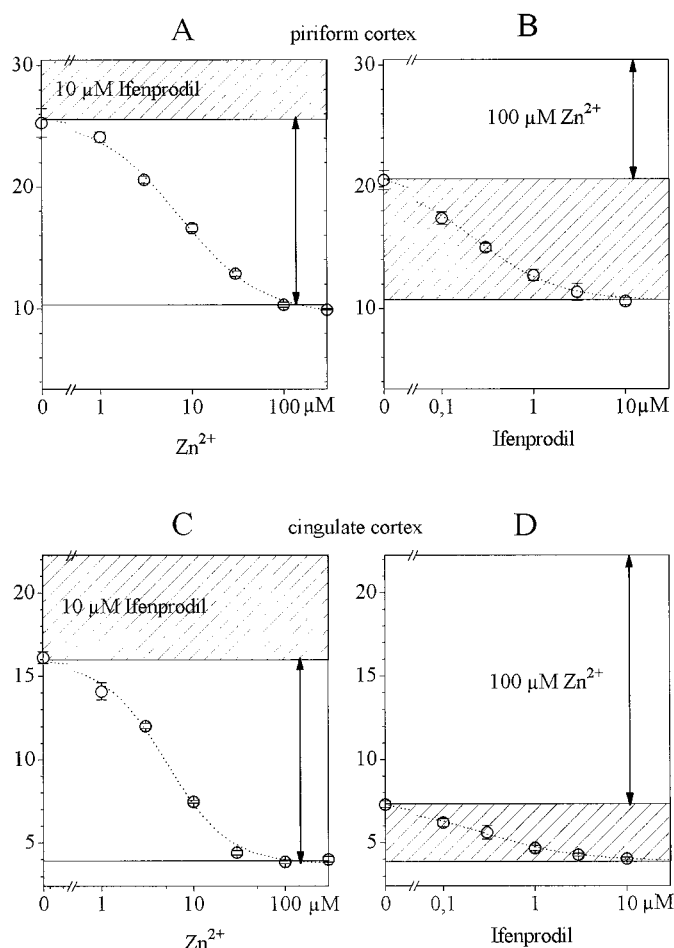 A piriform cortex B
30
20
10
10 µM Ifenprodil
0 1 10 100 µM
Zn²⁺
100 µM Zn²⁺
30
20
10
0 0,1 1 10 µM
Ifenprodil
C cingulate cortex D
20
15
10
5
10 µM Ifenprodil
0 1 10 100 µM
Zn²⁺
20
15
10
5
100 µM Zn²⁺
0 0,1 1 10 µM
Ifenprodil